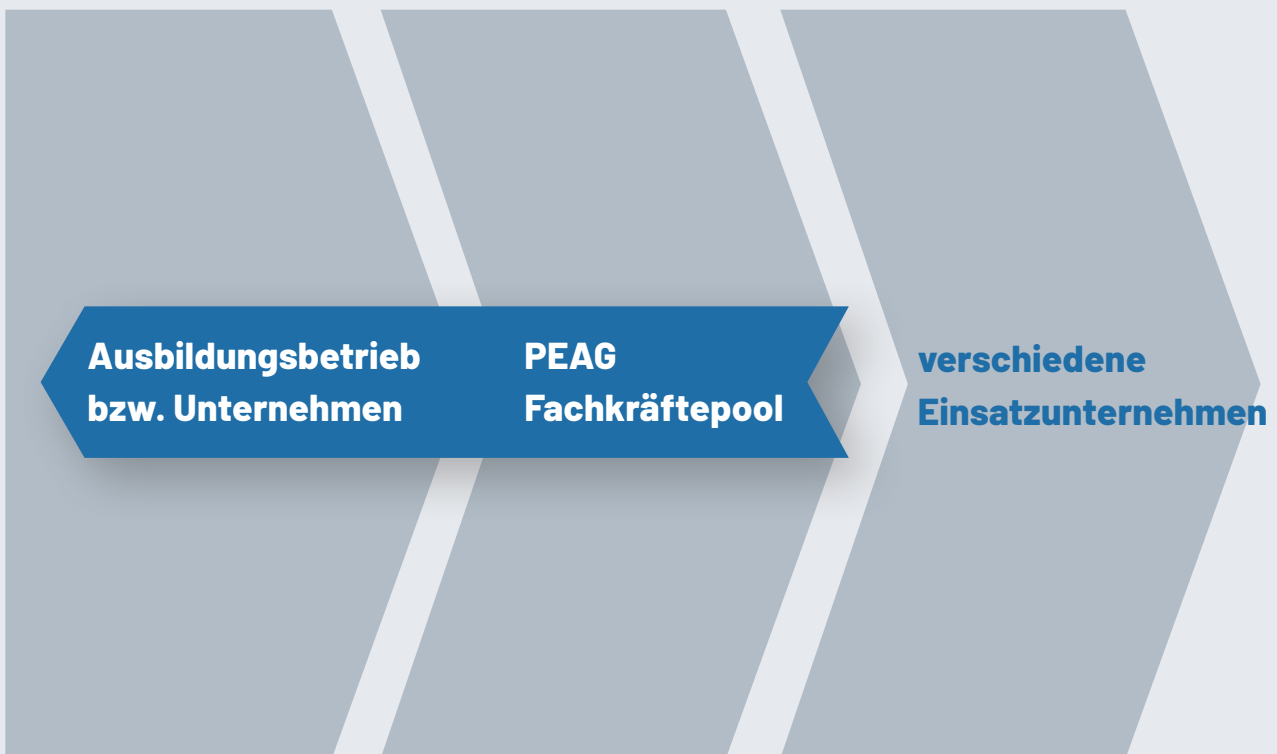 Ausbildungsbetrieb
bzw. Unternehmen
PEAG
Fachkräftepool
verschiedene
Einsatzunternehmen